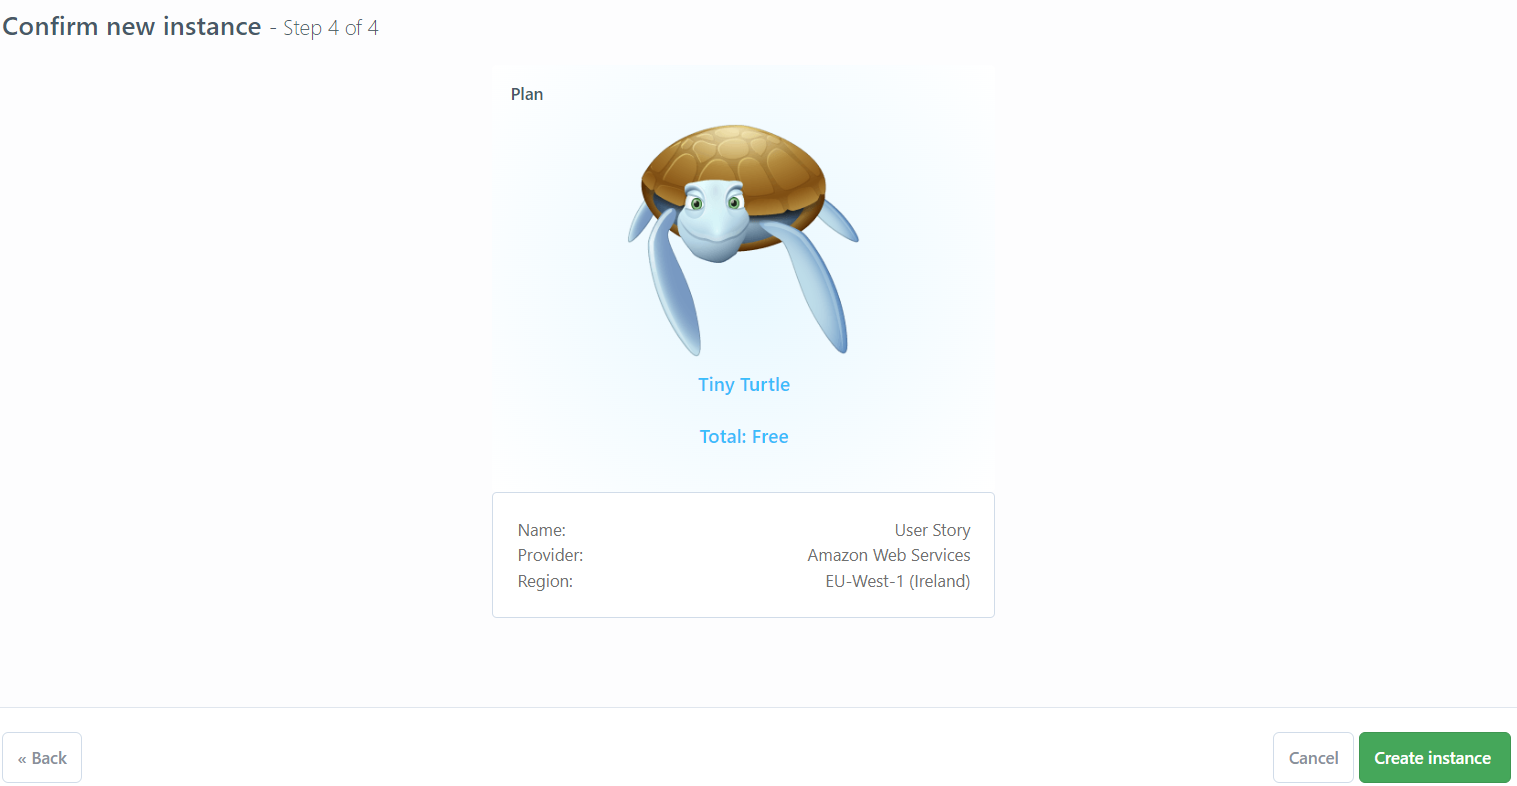 Confirm new instance - Step 4 of 4
Plan
Tiny Turtle
Total: Free
Name: User Story
Provider: Amazon Web Services
Region: EU-West-1 (Ireland)
« Back Cancel Create instance